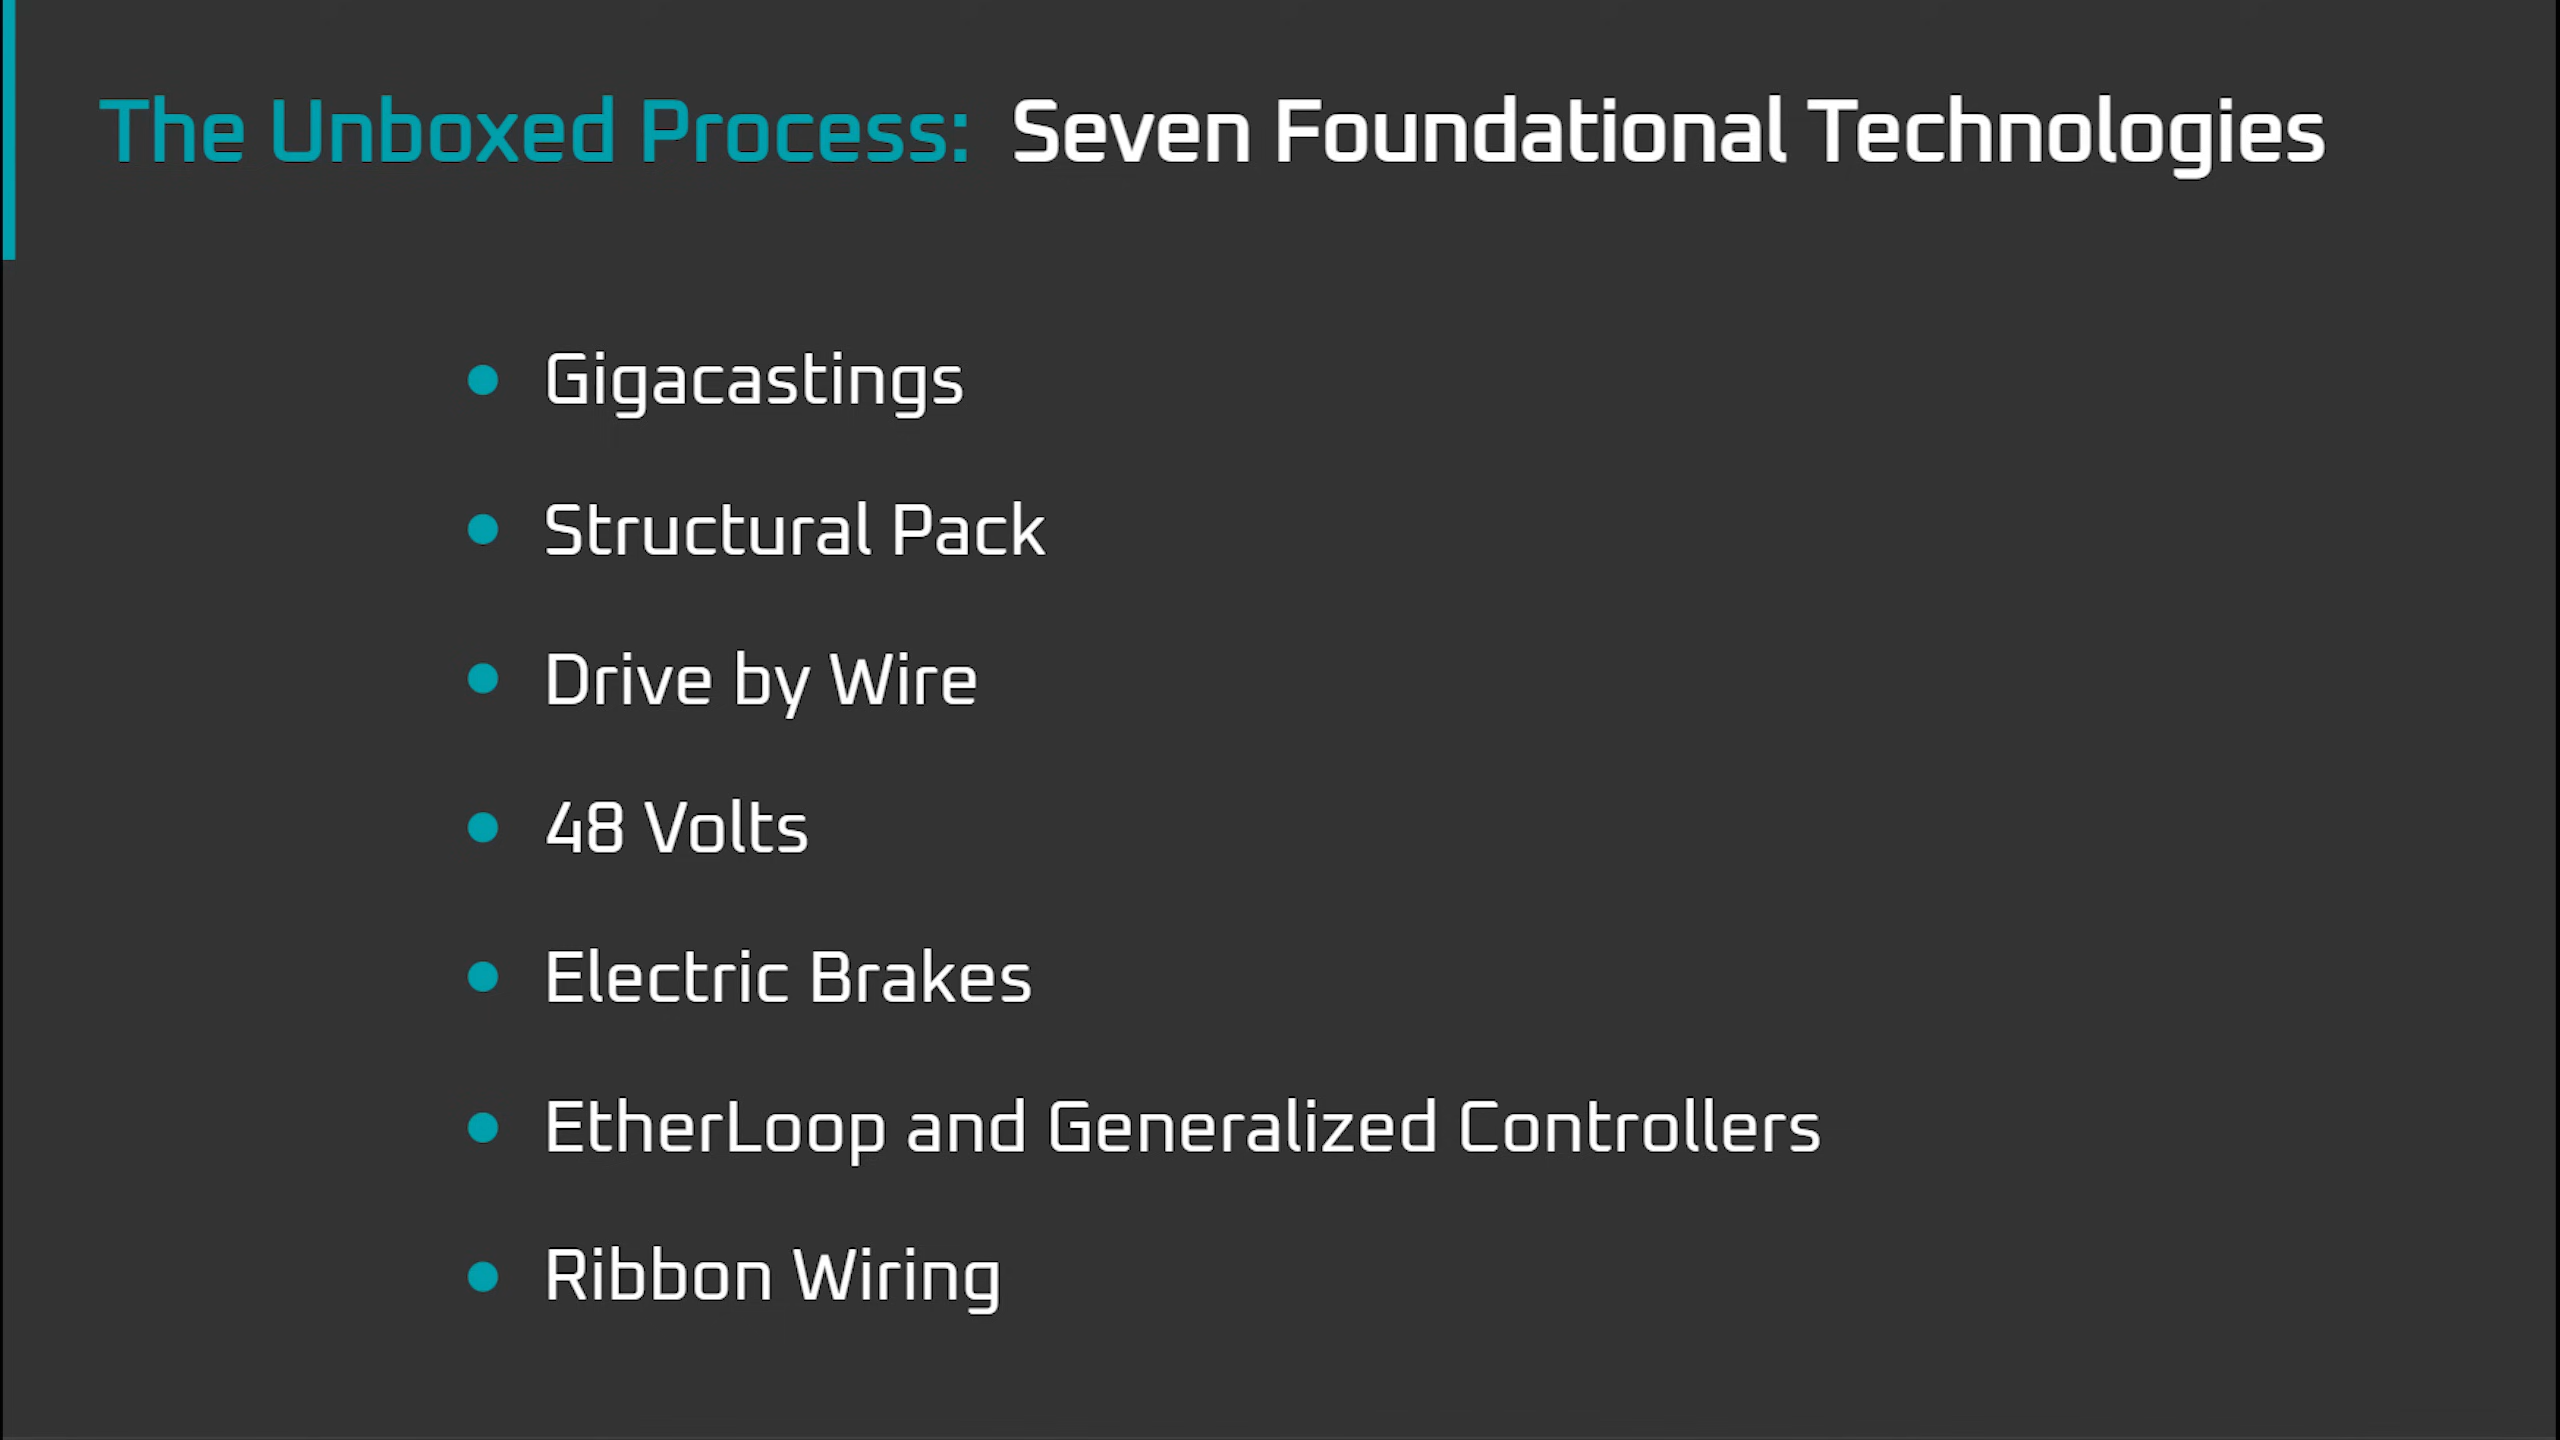 The Unboxed Process: Seven Foundational Technologies
Gigacastings
Structural Pack
Drive by Wire
48 Volts
Electric Brakes
EtherLoop and Generalized Controllers
Ribbon Wiring